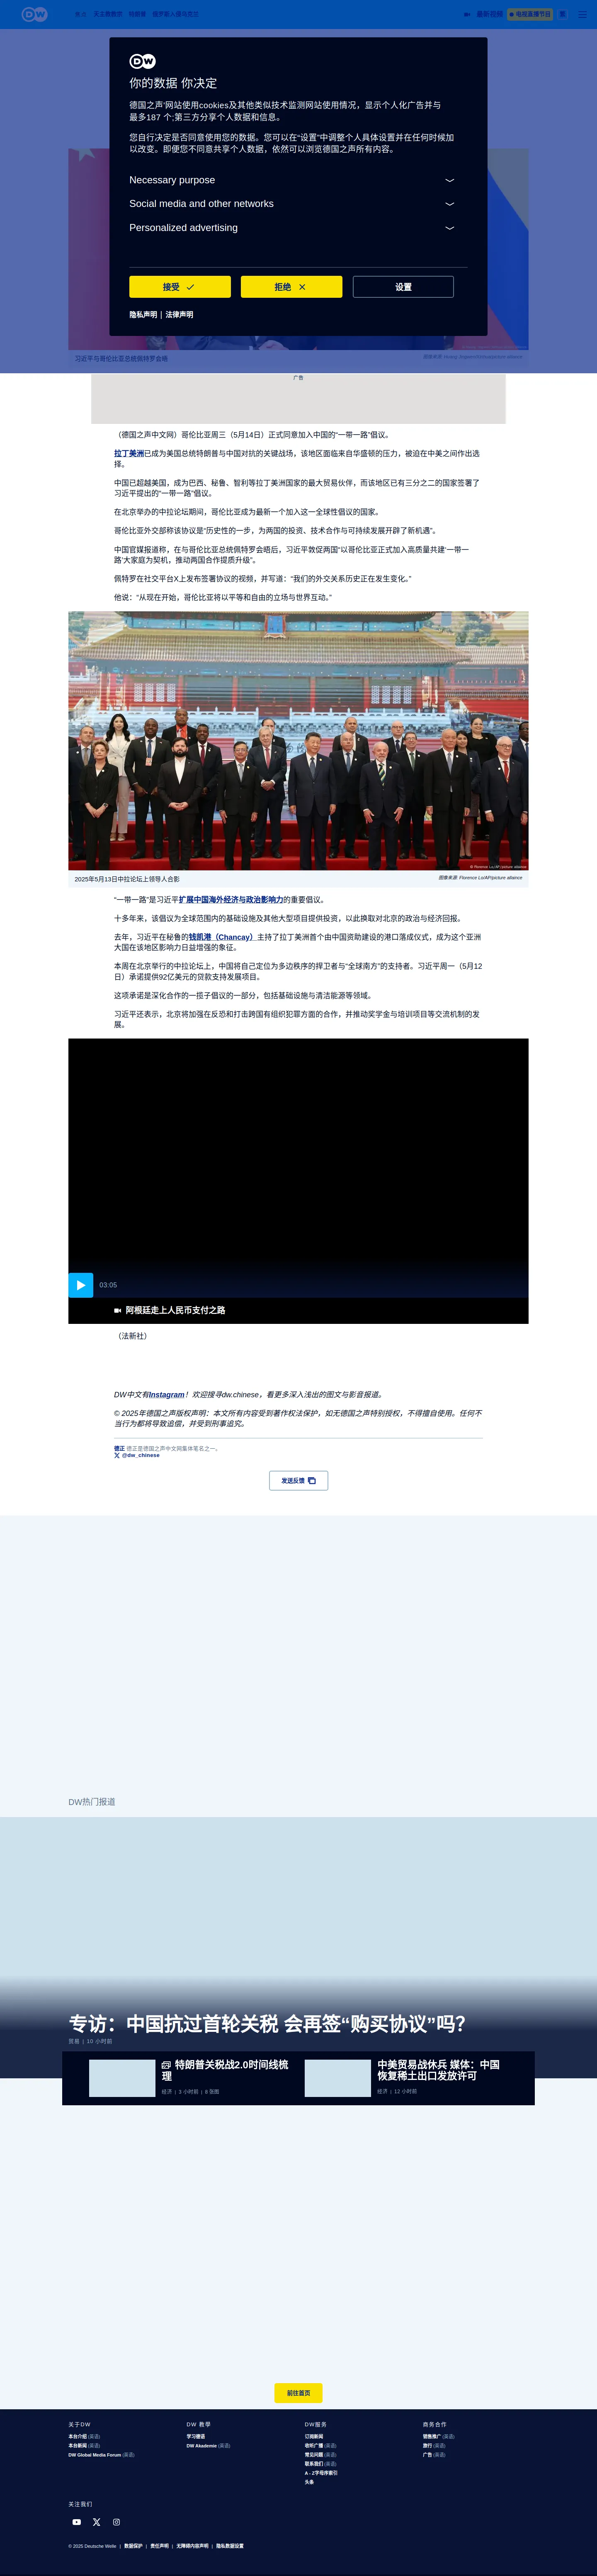 DW
焦点
天主教教宗
特朗普
俄罗斯入侵乌克兰
最新视频
电视直播节目
繁
DW
你的数据 你决定
德国之声'网站使用cookies及其他类似技术监测网站使用情况，显示个人化广告并与
最多187 个;第三方分享个人数据和信息。
您自行决定是否同意使用您的数据。您可以在“设置”中调整个人具体设置并在任何时候加
以改变。即便您不同意共享个人数据，依然可以浏览德国之声所有内容。
Necessary purpose
Social media and other networks
Personalized advertising
接受
拒绝
设置
隐私声明 | 法律声明
习近平与哥伦比亚总统佩特罗会晤
广告
（德国之声中文网）哥伦比亚周三（5月14日）正式同意加入中国的“一带一路”倡议。
拉丁美洲已成为美国总统特朗普与中国对抗的关键战场，该地区面临来自华盛顿的压力，被迫在中美之间作出选
择。
中国已超越美国，成为巴西、秘鲁、智利等拉丁美洲国家的最大贸易伙伴，而该地区已有三分之二的国家签署了
习近平提出的“一带一路”倡议。
在北京举办的中拉论坛期间，哥伦比亚成为最新一个加入这一全球性倡议的国家。
哥伦比亚外交部称该协议是“历史性的一步，为两国的投资、技术合作与可持续发展开辟了新机遇”。
中国官媒报道称，在与哥伦比亚总统佩特罗会晤后，习近平敦促两国“以哥伦比亚正式加入高质量共建‘一带一
路’大家庭为契机，推动两国合作提质升级”。
佩特罗在社交平台X上发布签署协议的视频，并写道：“我们的外交关系历史正在发生变化。”
他说：“从现在开始，哥伦比亚将以平等和自由的立场与世界互动。”
© Florence Lo/AP/picture alliance
2025年5月13日中拉论坛上领导人合影
图像来源: Florence Lo/AP/picture alliance
“一带一路”是习近平扩展中国海外经济与政治影响力的重要倡议。
十多年来，该倡议为全球范围内的基础设施及其他大型项目提供投资，以此换取对北京的政治与经济回报。
去年，习近平在秘鲁的钱凯港（Chancay）主持了拉丁美洲首个由中国资助建设的港口落成仪式，成为这个亚洲
大国在该地区影响力日益增强的象征。
本周在北京举行的中拉论坛上，中国将自己定位为多边秩序的捍卫者与“全球南方”的支持者。习近平周一（5月12
日）承诺提供92亿美元的贷款支持发展项目。
这项承诺是深化合作的一揽子倡议的一部分，包括基础设施与清洁能源等领域。
习近平还表示，北京将加强在反恐和打击跨国有组织犯罪方面的合作，并推动奖学金与培训项目等交流机制的发
展。
03:05
阿根廷走上人民币支付之路
（法新社）
DW中文有Instagram！欢迎搜寻dw.chinese，看更多深入浅出的图文与影音报道。
© 2025年德国之声版权声明：本文所有内容受到著作权法保护，如无德国之声特别授权，不得擅自使用。任何不
当行为都将导致追偿，并受到刑事追究。
德正 德正是德国之声中文网集体署名之一。
@dw_chinese
发送反馈
DW热门报道
专访：中国抗过首轮关税 会再签“购买协议”吗？
贸易 | 10 小时前
特朗普关税战2.0时间线梳
理
经济 | 3 小时前 | 8 张图
中美贸易战休兵 媒体：中国
恢复稀土出口发放许可
经济 | 12 小时前
前往首页
关于DW
本台介绍 (英语)
本台新闻 (英语)
DW Global Media Forum (英语)
DW 教學
学习德语
DW Akademie (英语)
DW服务
订阅新闻
收听广播 (英语)
常见问题 (英语)
联系我们 (英语)
A - Z字母序索引
头条
商务合作
销售推广 (英语)
旅行 (英语)
广告 (英语)
关注我们
© 2025 Deutsche Welle | 数据保护 | 责任声明 | 无障碍内容声明 | 隐私数据设置